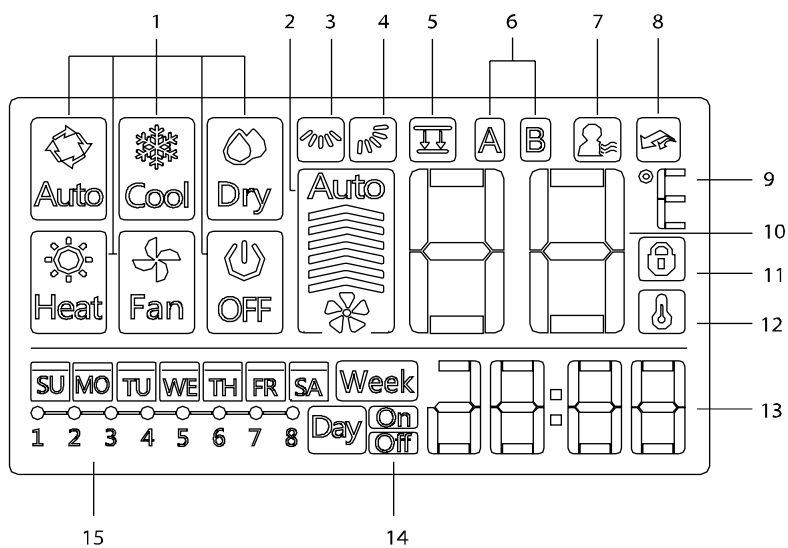 1 2 3 4 5 6 7 8
A B
Auto Cool Dry Auto
9
10
Heat Fan OFF
11
12
SU MO TU WE TH FR SA Week
1 2 3 4 5 6 7 8 Day On
Off
13
15 14